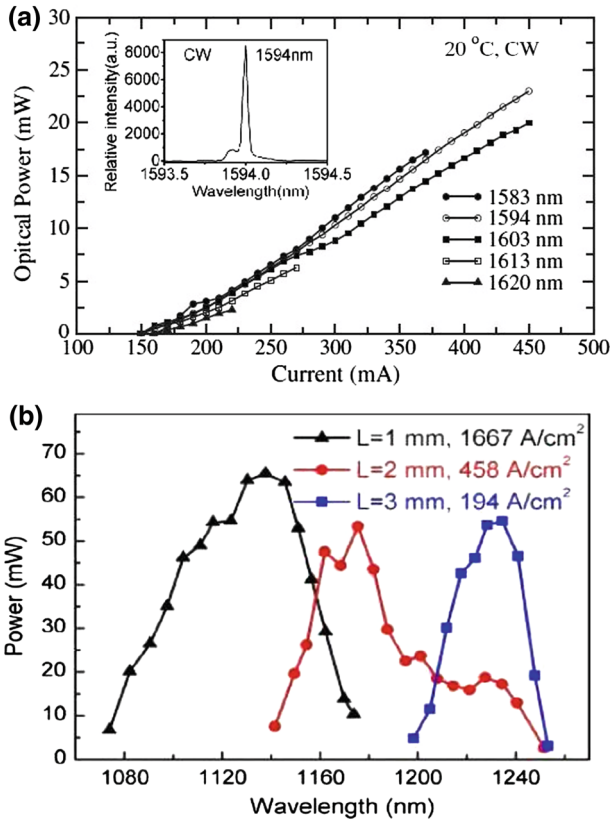 (a)
30
25
20
15
10
5
0
Opitcal Power (mW)
20 °C, CW
CW 1594nm
8000
6000
4000
2000
0
Relative intensity(a.u.)
1593.5 1594.0 1594.5
Wavelength(nm)
1583 nm
1594 nm
1603 nm
1613 nm
1620 nm
100 150 200 250 300 350 400 450 500
Current (mA)
(b)
70
60
50
40
30
20
10
0
Power (mW)
L=1 mm, 1667 A/cm²
L=2 mm, 458 A/cm²
L=3 mm, 194 A/cm²
1080 1120 1160 1200 1240
Wavelength (nm)